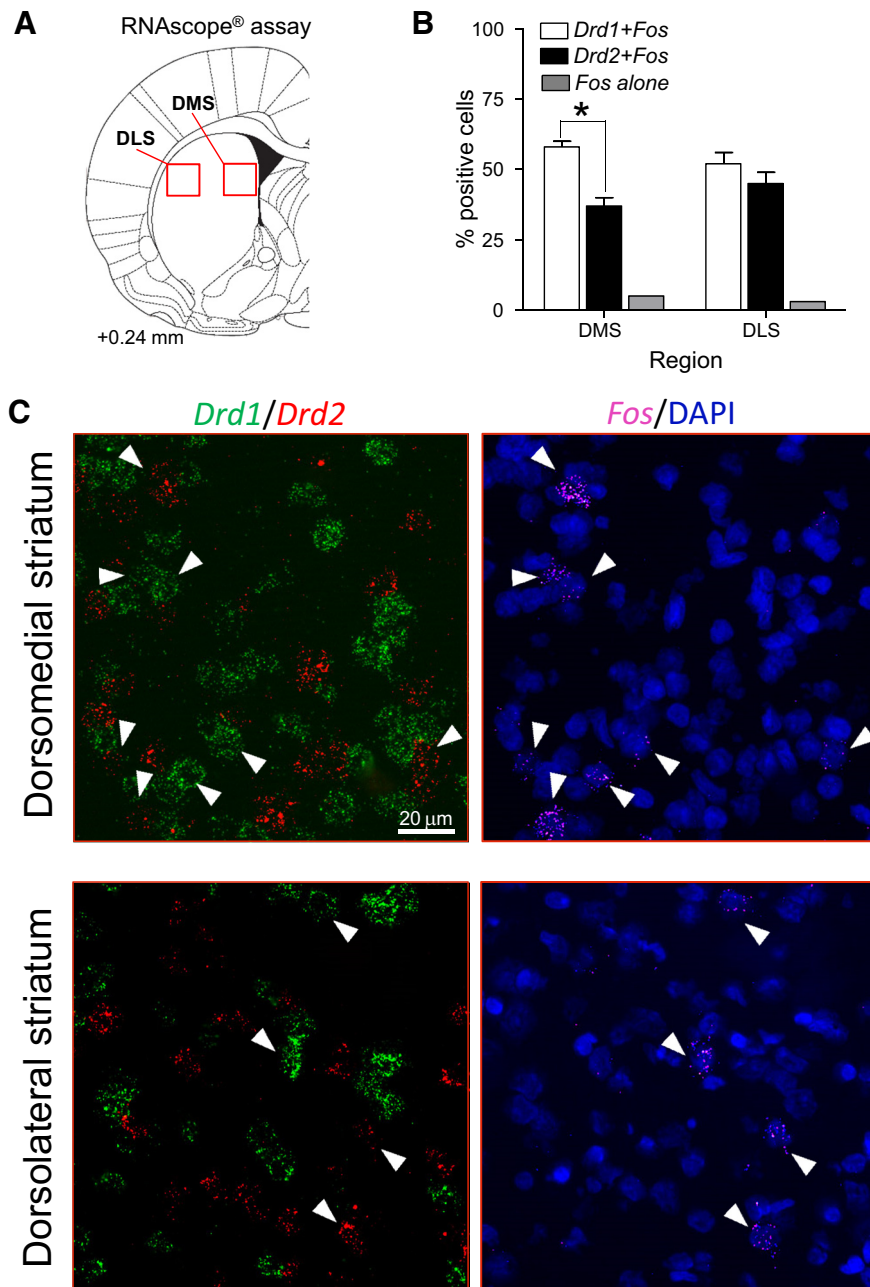 A
RNAscope® assay
DMS
DLS
+0.24 mm
B
Drd1+Fos
Drd2+Fos
Fos alone
*
% positive cells
100
75
50
25
0
DMS
DLS
Region
C
Drd1/Drd2
Fos/DAPI
Dorsomedial striatum
20 μm
Dorsolateral striatum